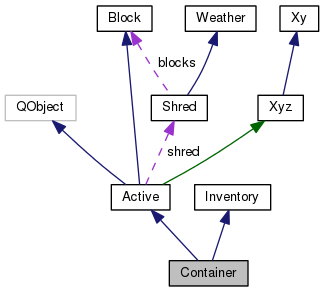 Block
Weather
Xy
blocks
QObject
Shred
Xyz
shred
Active
Inventory
Container